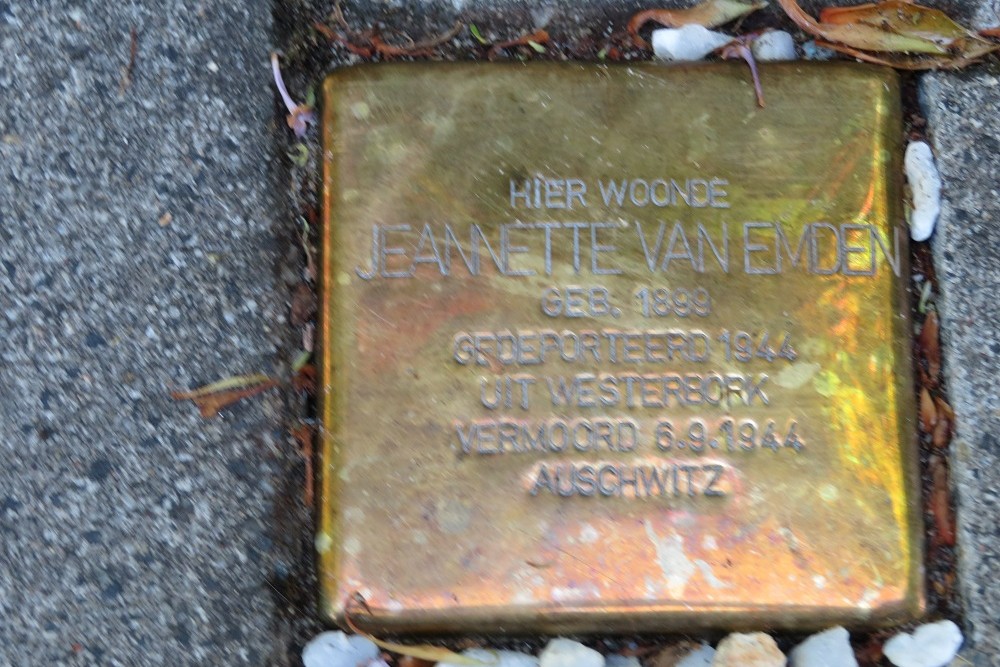 HIER WOONDE
JEANNETTE VAN EMDEN
GEB. 1899
GEDEPORTEERD 1944
UIT WESTERBORK
VERMOORD 6.9.1944
AUSCHWITZ